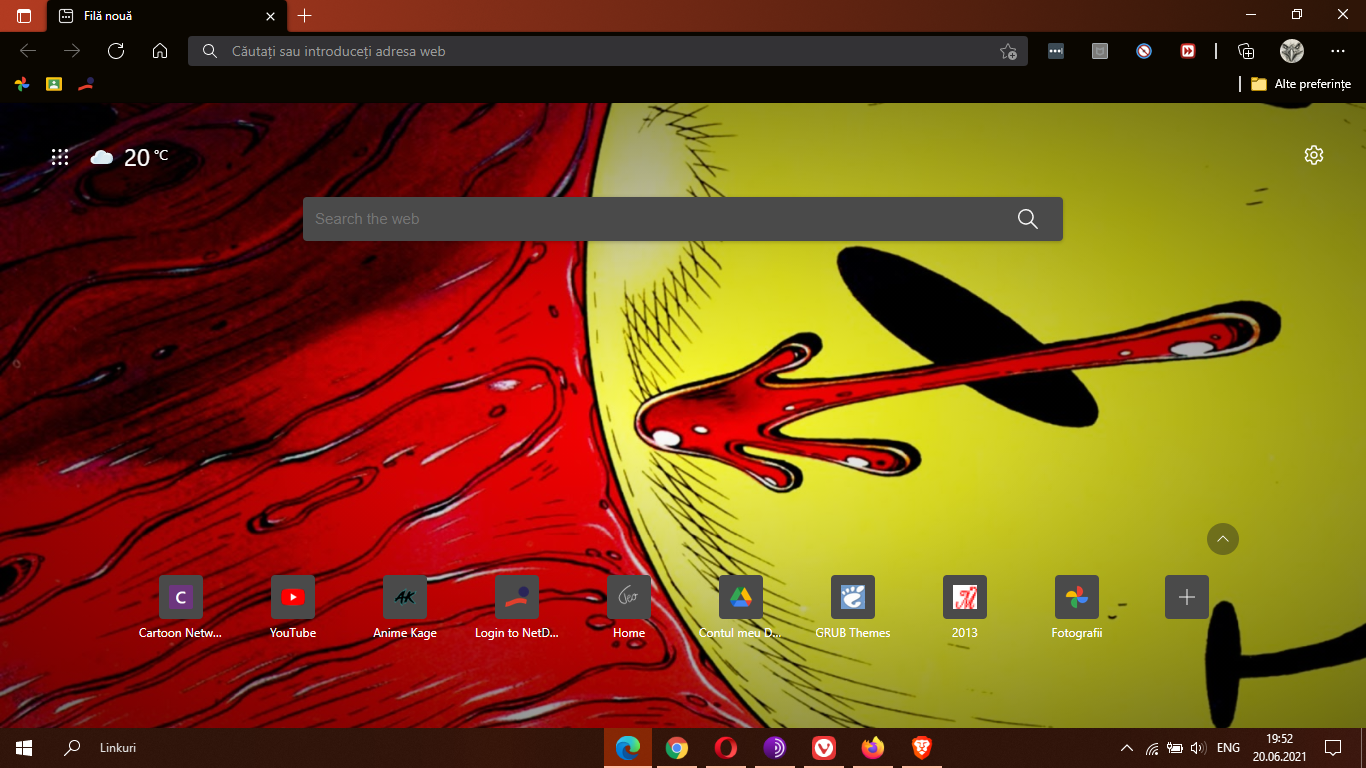 Filă nouă
Căutați sau introduceți adresa web
Alte preferințe
20 °C
Search the web
C
AK
Jeo
Cartoon Netw...
YouTube
Anime Kage
Login to NetD...
Home
Contul meu D...
GRUB Themes
2013
Fotografii
Linkuri
ENG
19:52
20.06.2021